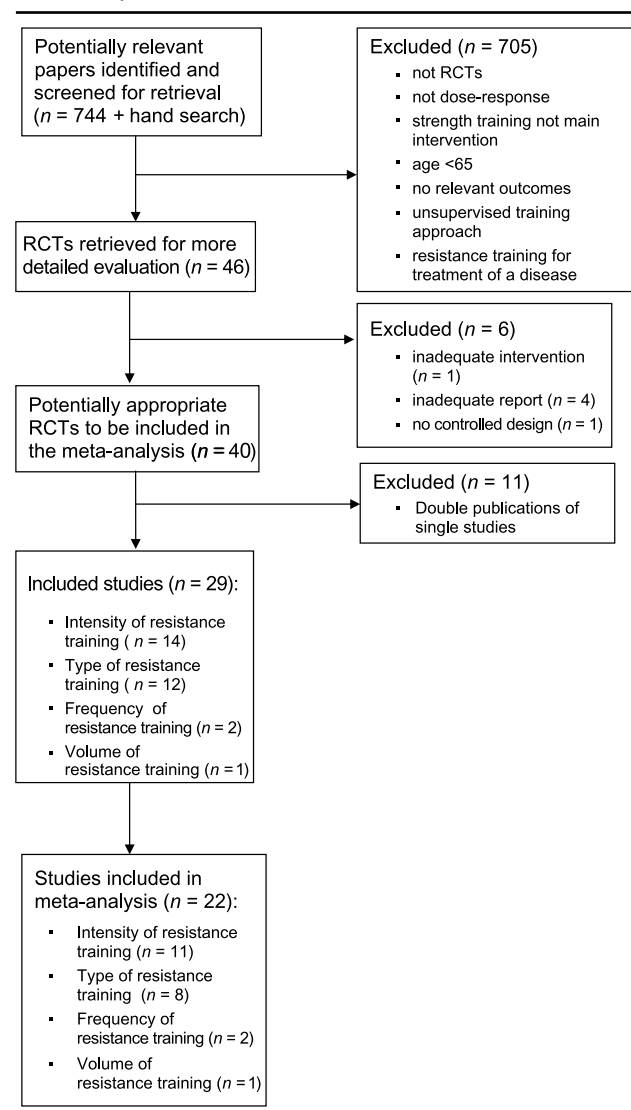 Potentially relevant
papers identified and
screened for retrieval
(n = 744 + hand search)
Excluded (n = 705)
▪ not RCTs
▪ not dose-response
▪ strength training not main
intervention
▪ age <65
▪ no relevant outcomes
▪ unsupervised training
approach
▪ resistance training for
treatment of a disease
RCTs retrieved for more
detailed evaluation (n = 46)
Excluded (n = 6)
▪ inadequate intervention
(n = 1)
▪ inadequate report (n = 4)
▪ no controlled design (n = 1)
Potentially appropriate
RCTs to be included in
the meta-analysis (n = 40)
Excluded (n = 11)
▪ Double publications of
single studies
Included studies (n = 29):
▪ Intensity of resistance
training ( n = 14)
▪ Type of resistance
training ( n = 12)
▪ Frequency of
resistance training (n = 2)
▪ Volume of
resistance training (n = 1)
Studies included in
meta-analysis (n = 22):
▪ Intensity of resistance
training (n = 11)
▪ Type of resistance
training (n = 8)
▪ Frequency of
resistance training (n = 2)
▪ Volume of
resistance training (n = 1)